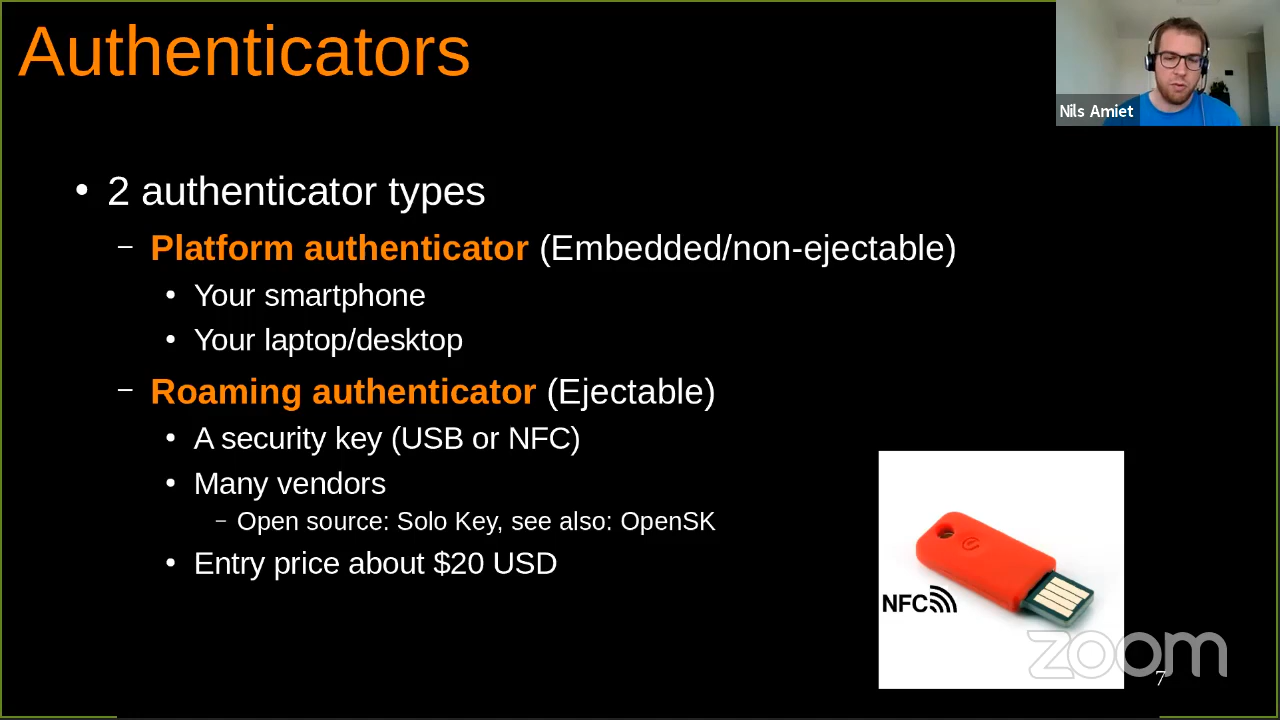 Authenticators
Nils Amiet
• 2 authenticator types
– Platform authenticator (Embedded/non-ejectable)
• Your smartphone
• Your laptop/desktop
– Roaming authenticator (Ejectable)
• A security key (USB or NFC)
• Many vendors
– Open source: Solo Key, see also: OpenSK
• Entry price about $20 USD
NFC
zoom
7